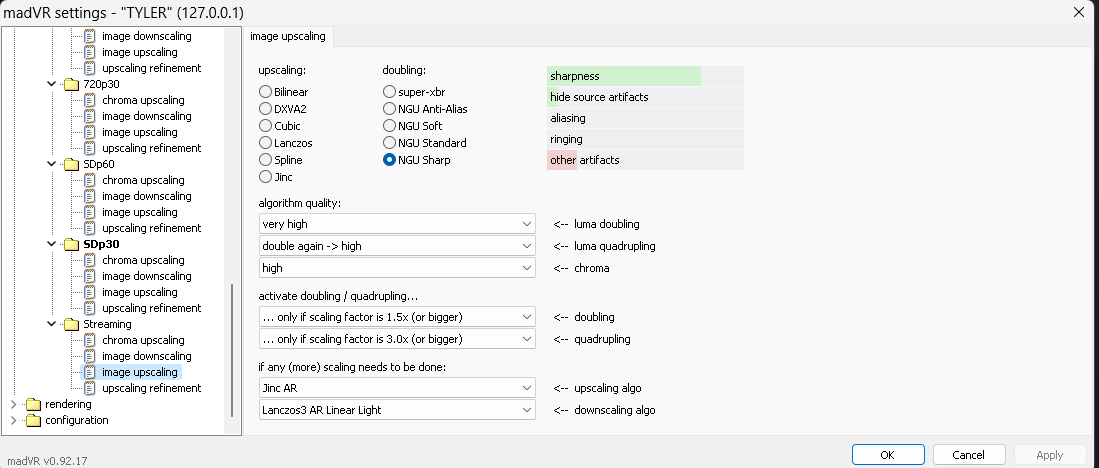 madVR settings - "TYLER" (127.0.0.1)
image downscaling
image upscaling
upscaling refinement
720p30
chroma upscaling
image downscaling
image upscaling
upscaling refinement
SDp60
chroma upscaling
image downscaling
image upscaling
upscaling refinement
SDp30
chroma upscaling
image downscaling
image upscaling
upscaling refinement
Streaming
chroma upscaling
image downscaling
image upscaling
upscaling refinement
rendering
configuration
image upscaling
upscaling:
Bilinear
DXVA2
Cubic
Lanczos
Spline
Jinc
doubling:
super-xbr
NGU Anti-Alias
NGU Soft
NGU Standard
NGU Sharp
sharpness
hide source artifacts
aliasing
ringing
other artifacts
algorithm quality:
very high <-- luma doubling
double again -> high <-- luma quadrupling
high <-- chroma
activate doubling / quadrupling...
... only if scaling factor is 1.5x (or bigger) <-- doubling
... only if scaling factor is 3.0x (or bigger) <-- quadrupling
if any (more) scaling needs to be done:
Jinc AR <-- upscaling algo
Lanczos3 AR Linear Light <-- downscaling algo
madVR v0.92.17
OK
Cancel
Apply